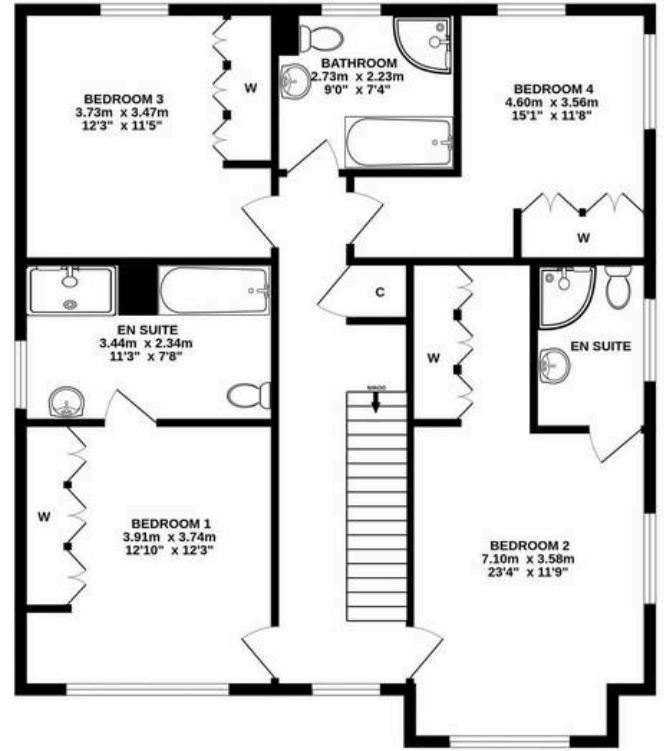 BEDROOM 3
3.73m x 3.47m
12'3" x 11'5"
W
BATHROOM
2.73m x 2.23m
9'0" x 7'4"
BEDROOM 4
4.60m x 3.56m
15'1" x 11'8"
W
EN SUITE
3.44m x 2.34m
11'3" x 7'8"
C
W
EN SUITE
DOWN
W
BEDROOM 1
3.91m x 3.74m
12'10" x 12'3"
BEDROOM 2
7.10m x 3.58m
23'4" x 11'9"